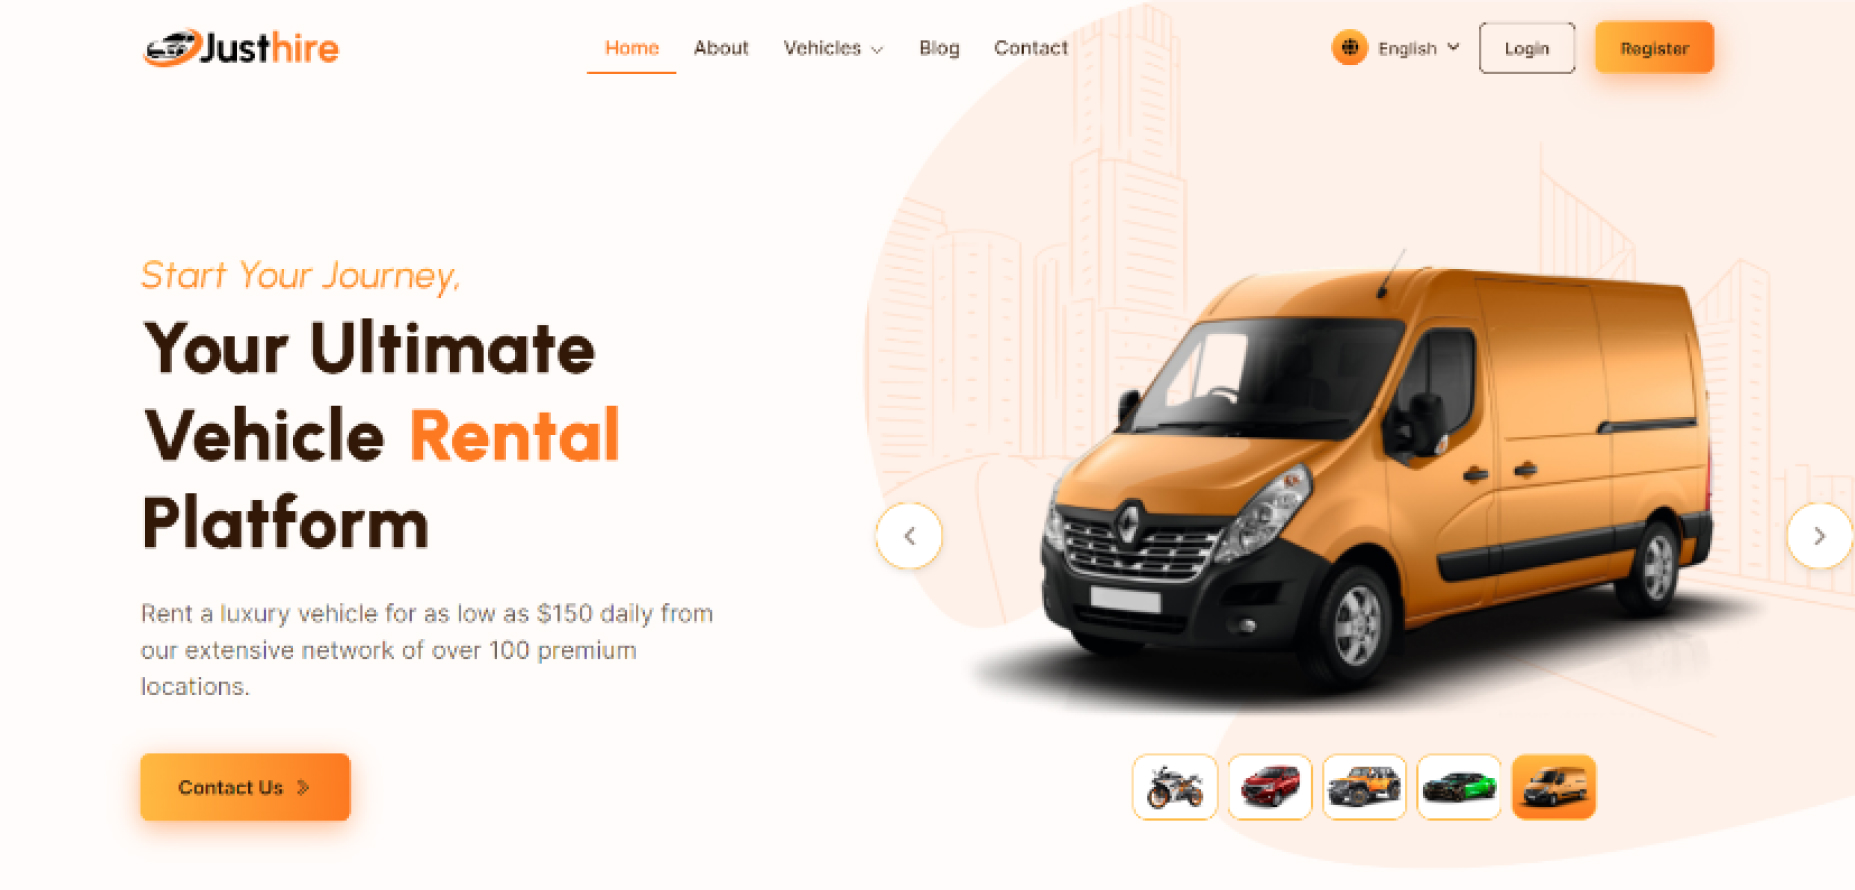 Justhire
Home About Vehicles Blog Contact
English Login Register
Start Your Journey,
Your Ultimate
Vehicle Rental
Platform
Rent a luxury vehicle for as low as $150 daily from
our extensive network of over 100 premium
locations.
Contact Us